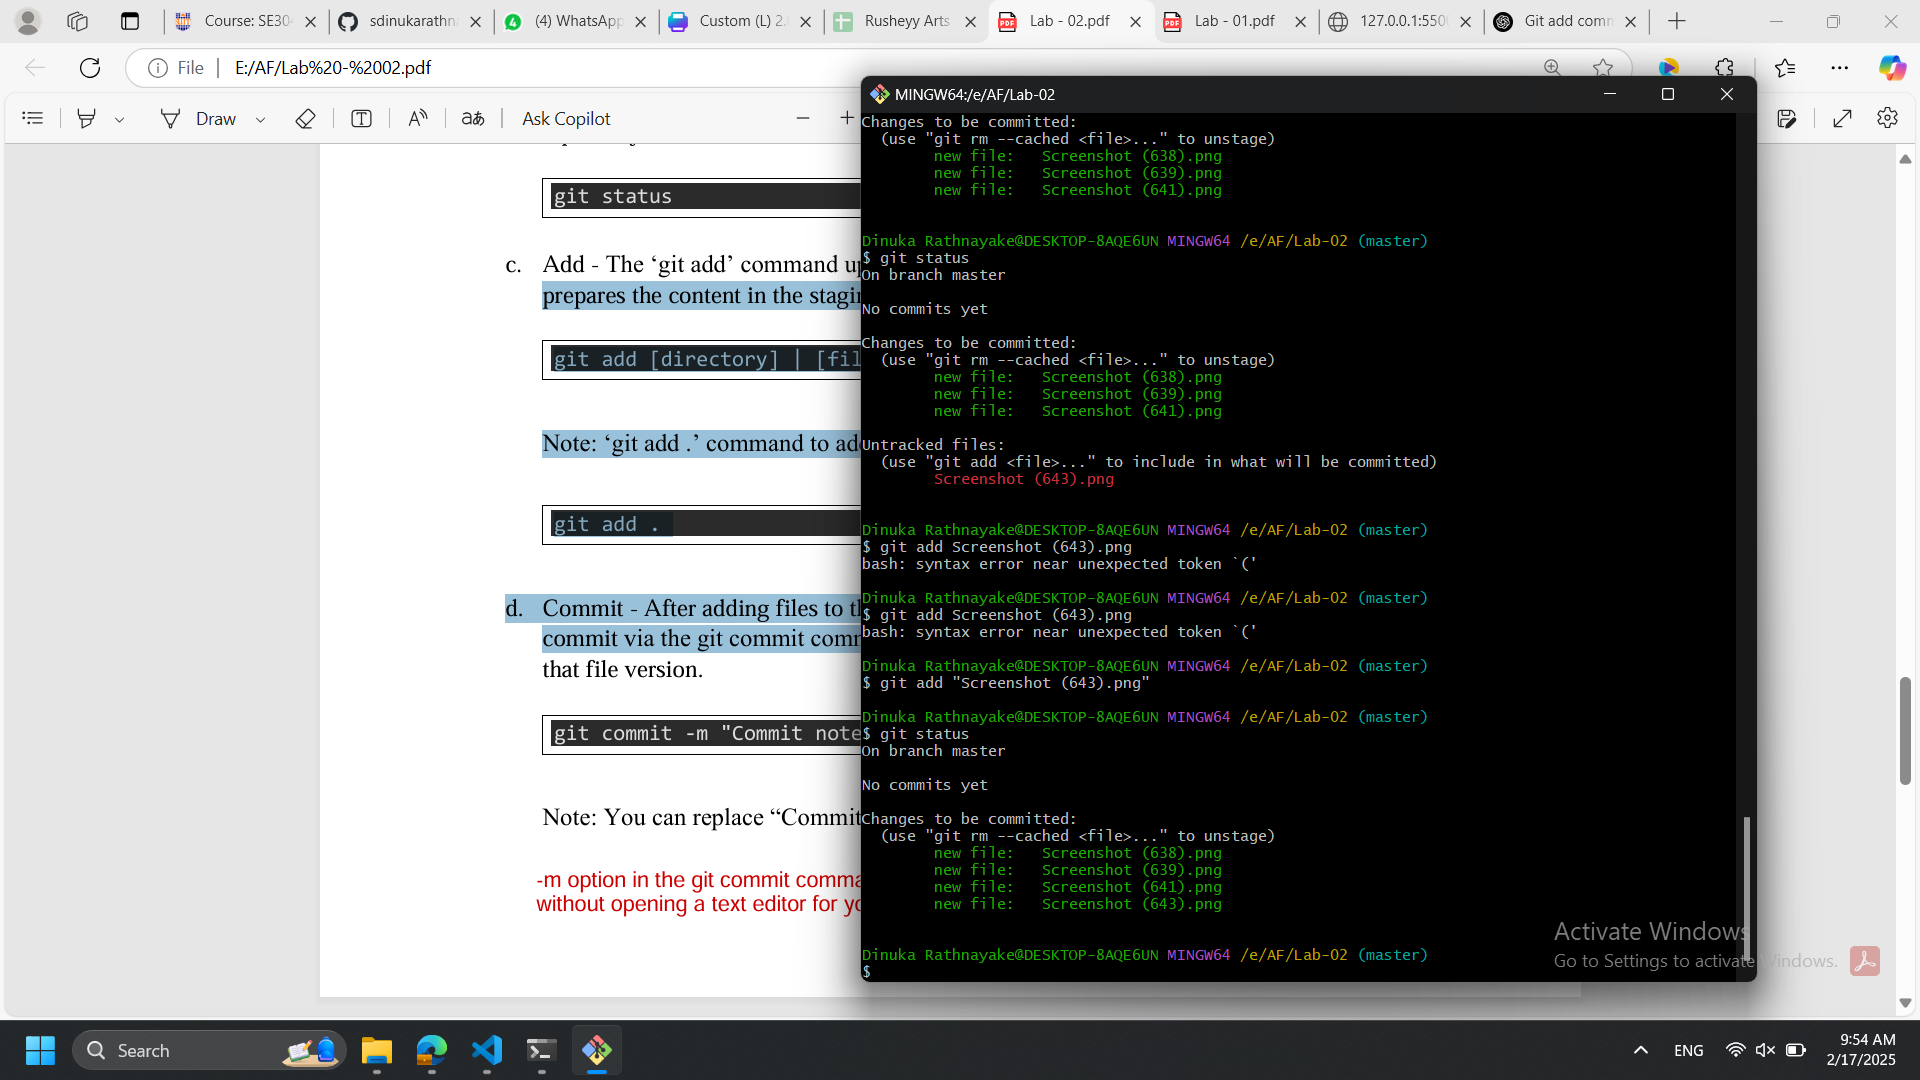 Course: SE30
sdinukarathn
(4) WhatsApp
Custom (L) 2.
Rusheyy Arts
Lab - 02.pdf
Lab - 01.pdf
127.0.0.1:550
Git add comm
File
E:/AF/Lab%20-%2002.pdf
Draw
Ask Copilot
git status
c. Add - The ‘git add’ command u
prepares the content in the stagi
git add [directory] | [fil
Note: ‘git add .’ command to ad
git add .
d. Commit - After adding files to t
commit via the git commit com
that file version.
git commit -m "Commit note
Note: You can replace “Commit
-m option in the git commit comma
without opening a text editor for yo
MINGW64:/e/AF/Lab-02
Changes to be committed:
(use "git rm --cached <file>..." to unstage)
new file:   Screenshot (638).png
new file:   Screenshot (639).png
new file:   Screenshot (641).png
Dinuka Rathnayake@DESKTOP-8AQE6UN MINGW64 /e/AF/Lab-02 (master)
$ git status
On branch master
No commits yet
Changes to be committed:
(use "git rm --cached <file>..." to unstage)
new file:   Screenshot (638).png
new file:   Screenshot (639).png
new file:   Screenshot (641).png
Untracked files:
(use "git add <file>..." to include in what will be committed)
Screenshot (643).png
Dinuka Rathnayake@DESKTOP-8AQE6UN MINGW64 /e/AF/Lab-02 (master)
$ git add Screenshot (643).png
bash: syntax error near unexpected token `('
Dinuka Rathnayake@DESKTOP-8AQE6UN MINGW64 /e/AF/Lab-02 (master)
$ git add Screenshot (643).png
bash: syntax error near unexpected token `('
Dinuka Rathnayake@DESKTOP-8AQE6UN MINGW64 /e/AF/Lab-02 (master)
$ git add "Screenshot (643).png"
Dinuka Rathnayake@DESKTOP-8AQE6UN MINGW64 /e/AF/Lab-02 (master)
$ git status
On branch master
No commits yet
Changes to be committed:
(use "git rm --cached <file>..." to unstage)
new file:   Screenshot (638).png
new file:   Screenshot (639).png
new file:   Screenshot (641).png
new file:   Screenshot (643).png
Dinuka Rathnayake@DESKTOP-8AQE6UN MINGW64 /e/AF/Lab-02 (master)
$
Activate Windows
Go to Settings to activate Windows.
Search
ENG
9:54 AM
2/17/2025